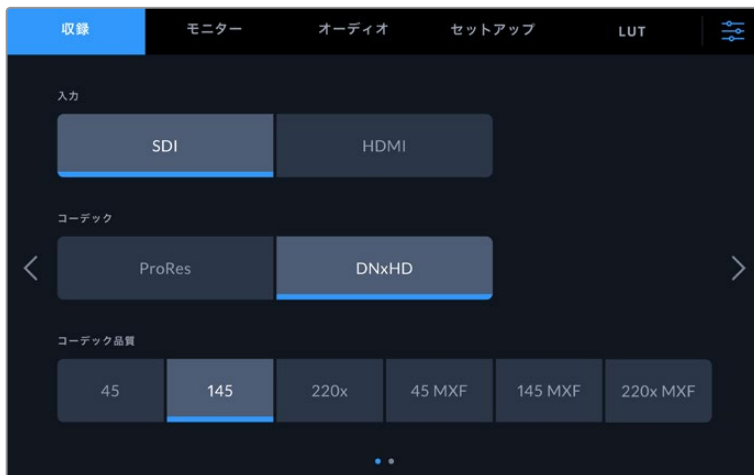 収録 モニター オーディオ セットアップ LUT
入力
SDI HDMI
コーデック
ProRes DNxHD
コーデック品質
45 145 220x 45 MXF 145 MXF 220x MXF